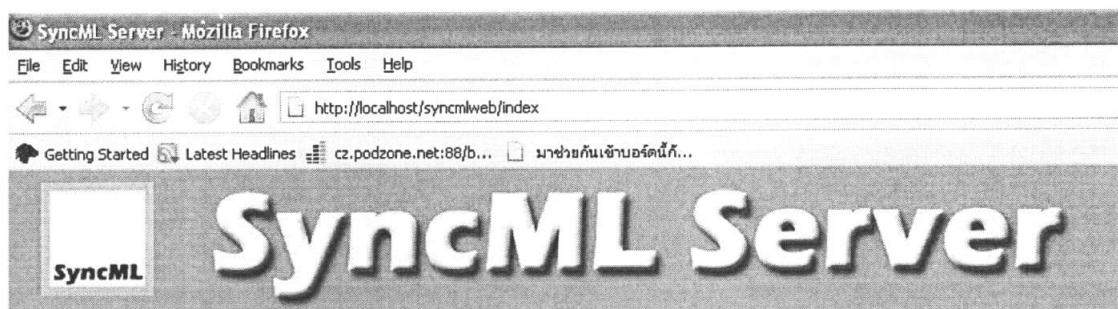 SyncML Server - Mozilla Firefox
File Edit View History Bookmarks Tools Help
http://localhost/syncmlweb/index
Getting Started Latest Headlines cz.podzone.net:88/b... มาช่วยกันเข้าบอร์ดนี้ก้...
SyncML
SyncML Server